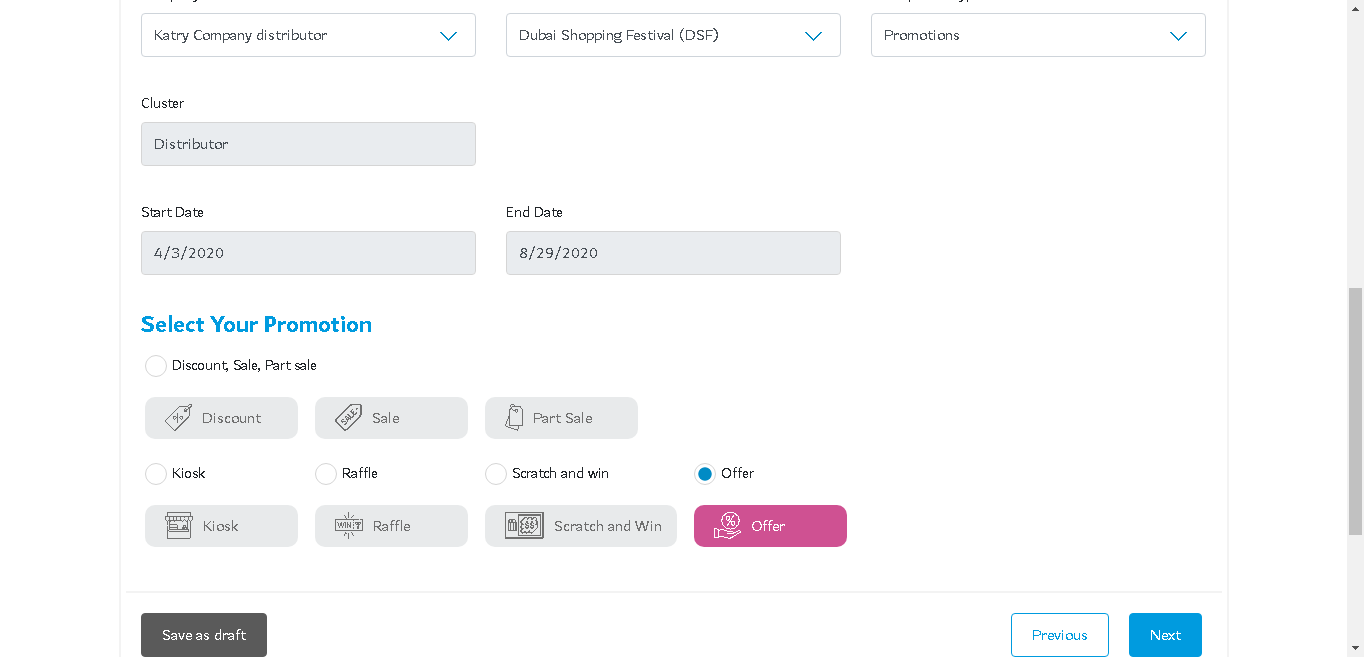 Katry Company distributor
Dubai Shopping Festival (DSF)
Promotions
Cluster
Distributor
Start Date
End Date
4/3/2020
8/29/2020
Select Your Promotion
Discount, Sale, Part sale
Discount
SALE
Sale
Part Sale
Kiosk
Raffle
Scratch and win
Offer
Kiosk
WIN
Raffle
Scratch and Win
%
Offer
Save as draft
Previous
Next